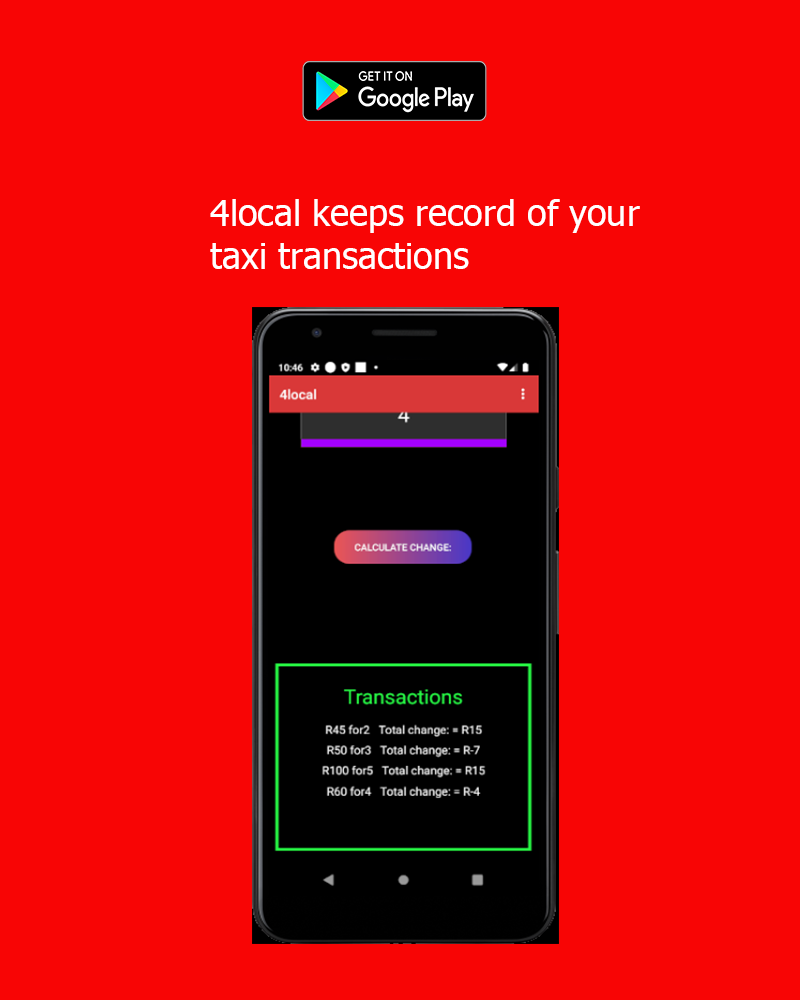 GET IT ON
Google Play
4local keeps record of your
taxi transactions
10:46
4local
4
CALCULATE CHANGE:
Transactions
R45 for2 Total change: = R15
R50 for3 Total change: = R-7
R100 for5 Total change: = R15
R60 for4 Total change: = R-4